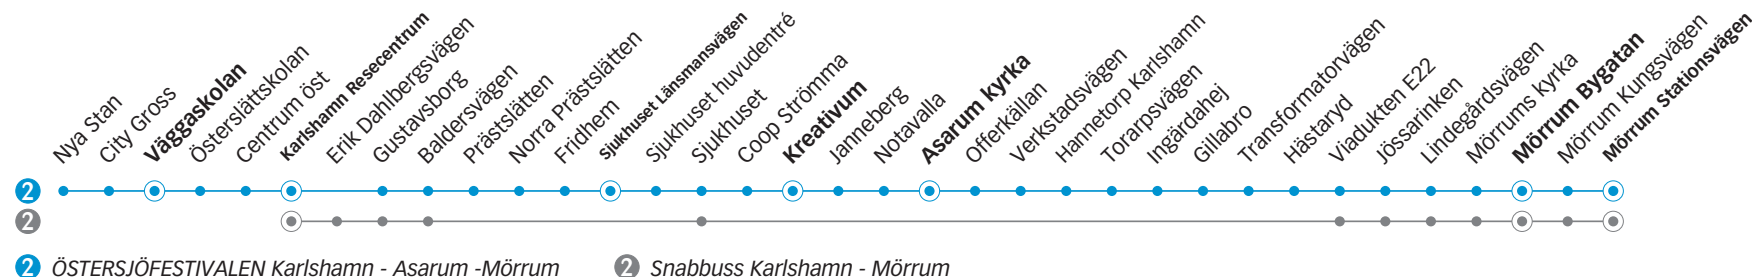 Nya Stan
City Gross
Väggaskolan
Österslättskolan
Centrum öst
Karlshamn Resecentrum
Erik Dahlbergsvägen
Gustavsborg
Baldersvägen
Prästslätten
Norra Prästslätten
Fridhem
Sjukhuset Länsmansvägen
Sjukhuset huvudentré
Sjukhuset
Coop Strömma
Kreativum
Janneberg
Notavalla
Asarum kyrka
Offerkällan
Verkstadsvägen
Hannetorp Karlshamn
Torarpsvägen
Ingärdahej
Gillabro
Transformatorvägen
Hästaryd
Viadukten E22
Jössarinken
Lindegårdsvägen
Mörrums kyrka
Mörrum Bygatan
Mörrum Kungsvägen
Mörrum Stationsvägen
2
2
2 ÖSTERSJÖFESTIVALEN Karlshamn - Asarum -Mörrum
2 Snabbuss Karlshamn - Mörrum